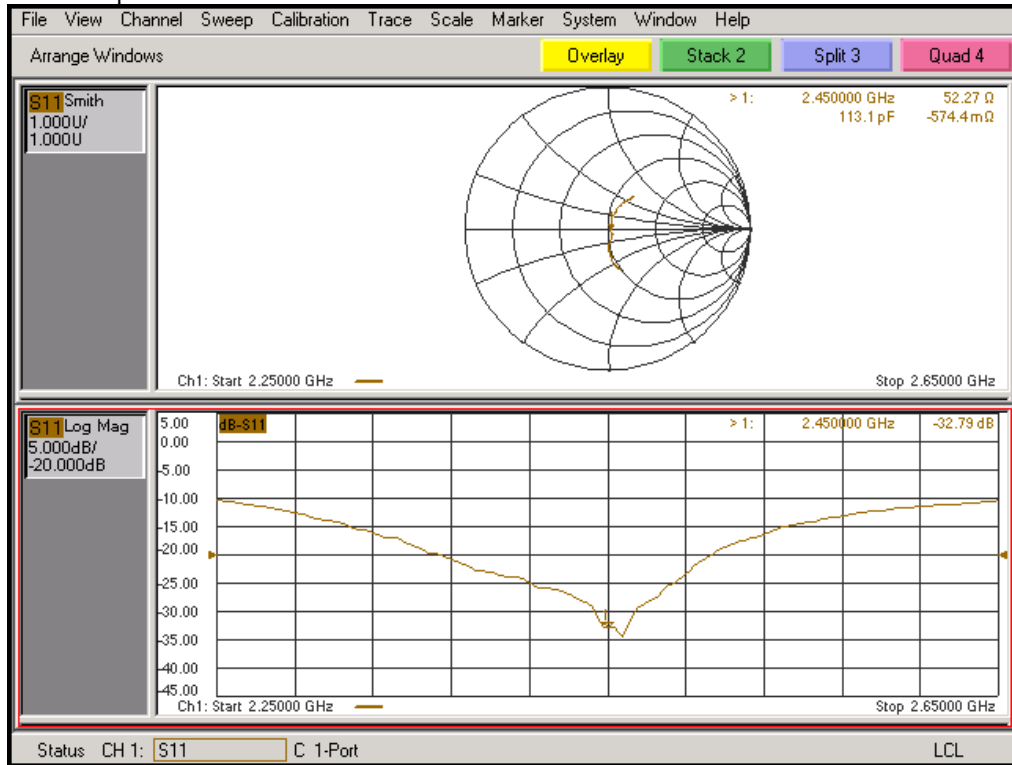 File View Channel Sweep Calibration Trace Scale Marker System Window Help
Arrange Windows
Overlay
Stack 2
Split 3
Quad 4
S11 Smith
1.000U/
1.000U
> 1: 2.450000 GHz 52.27 Ω
113.1 pF -574.4 mΩ
Ch1: Start 2.25000 GHz
Stop 2.65000 GHz
S11 Log Mag
5.000dB/
-20.000dB
dB-S11
> 1: 2.450000 GHz -32.79 dB
5.00
0.00
-5.00
-10.00
-15.00
-20.00
-25.00
-30.00
-35.00
-40.00
-45.00
Ch1: Start 2.25000 GHz
Stop 2.65000 GHz
Status CH 1: S11 C 1-Port LCL